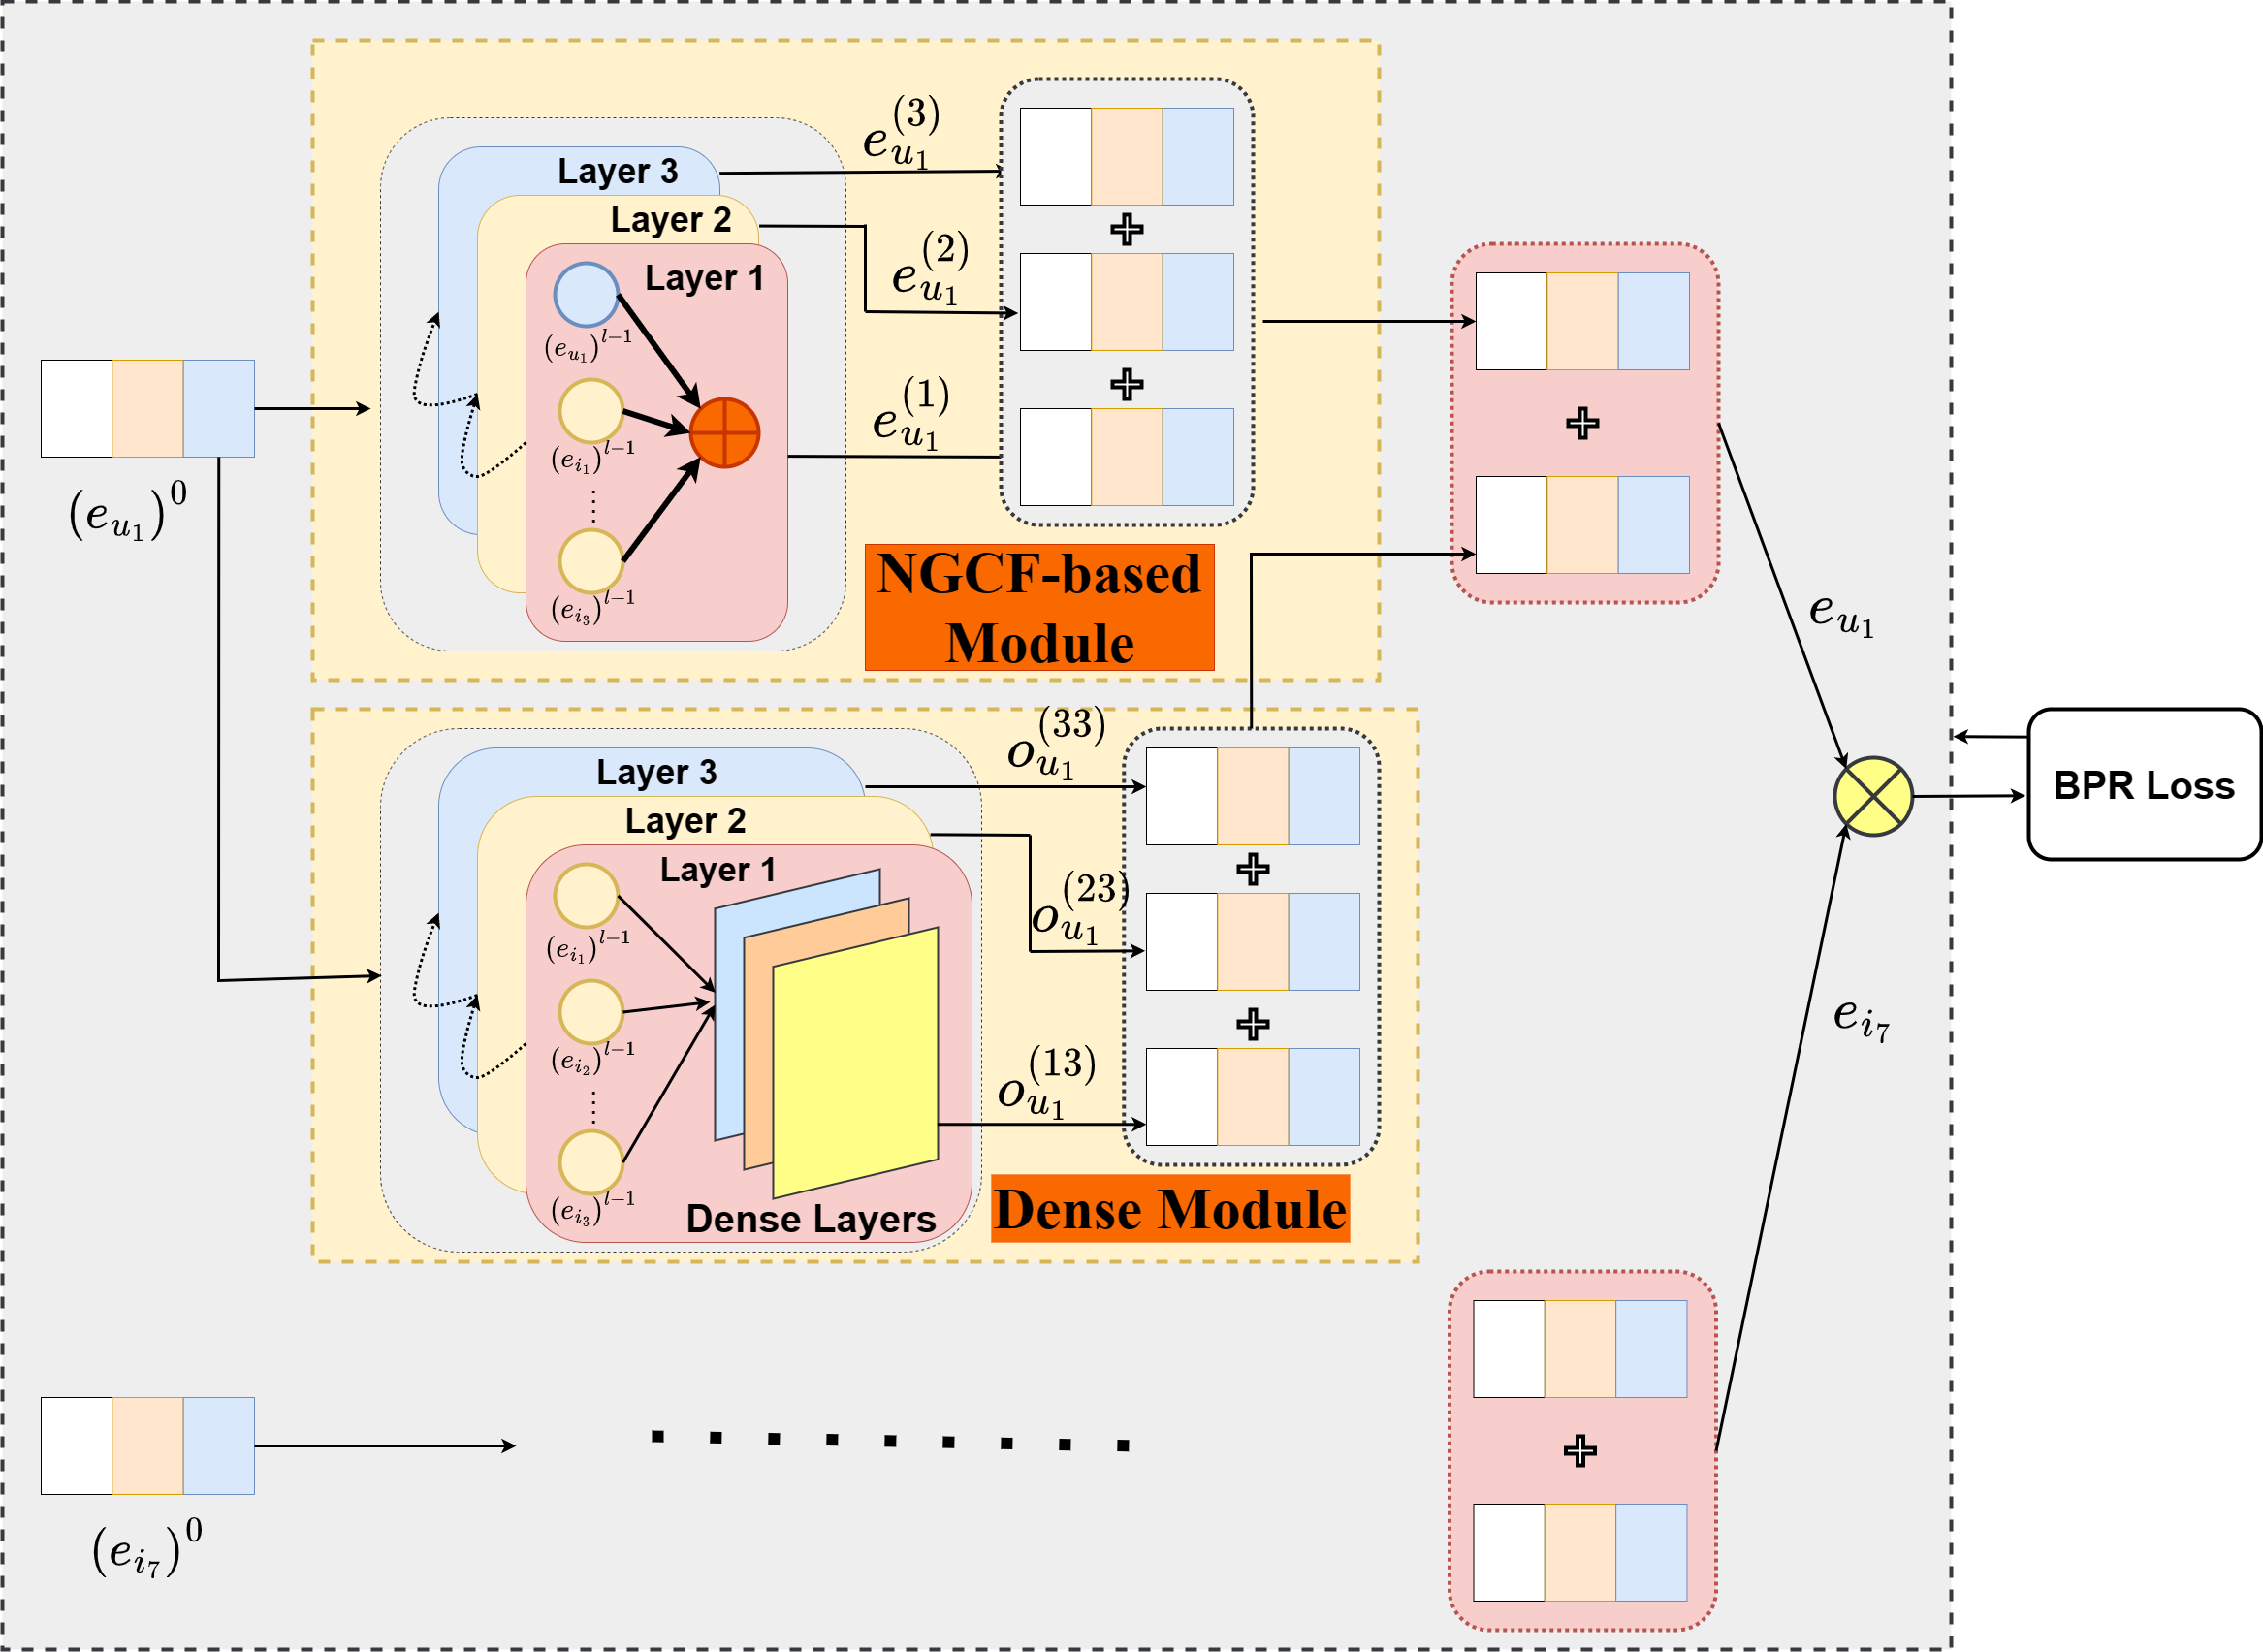 Layer 3
Layer 2
Layer 1
(e_{u_1})^{l-1}
(e_{i_1})^{l-1}
(e_{i_3})^{l-1}
e_{u_1}^{(3)}
e_{u_1}^{(2)}
e_{u_1}^{(1)}
(e_{u_1})^0
NGCF-based
Module
e_{u_1}
Layer 3
Layer 2
Layer 1
(e_{i_1})^{l-1}
(e_{i_2})^{l-1}
(e_{i_3})^{l-1}
Dense Layers
o_{u_1}^{(33)}
o_{u_1}^{(23)}
o_{u_1}^{(13)}
Dense Module
BPR Loss
e_{i_7}
(e_{i_7})^0